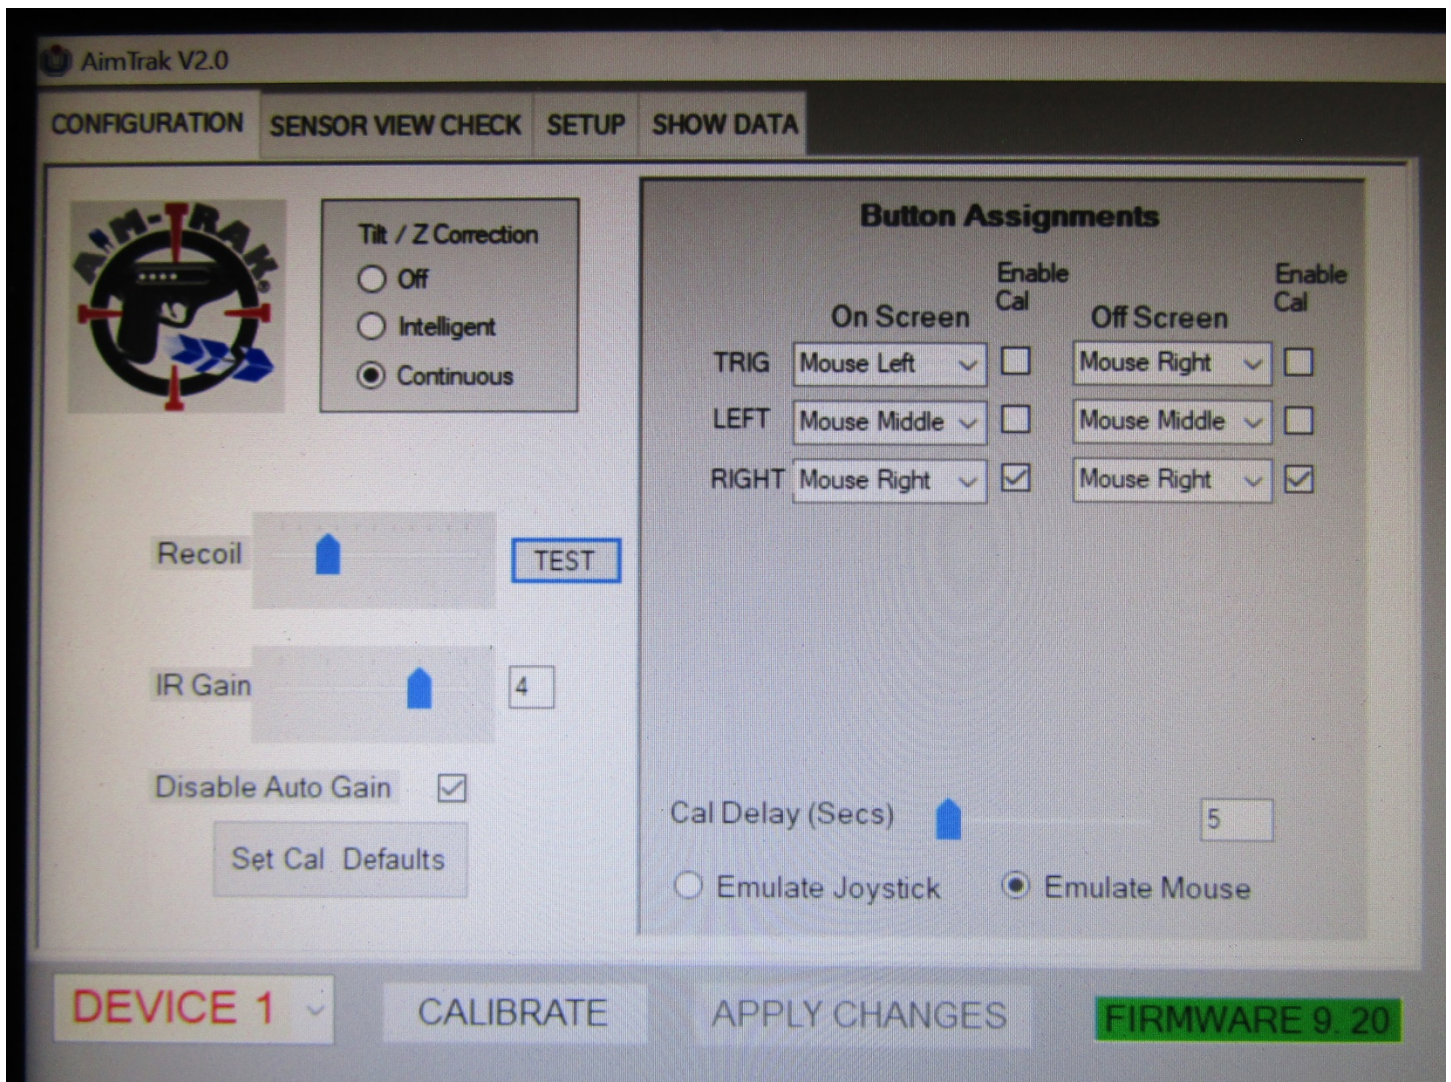 AimTrak V2.0
CONFIGURATION SENSOR VIEW CHECK SETUP SHOW DATA
AIM-TRAK®
Tilt / Z Correction
Off
Intelligent
Continuous
Recoil
TEST
IR Gain
4
Disable Auto Gain
Set Cal Defaults
Button Assignments
On Screen Enable Cal Off Screen Enable Cal
TRIG Mouse Left Mouse Right
LEFT Mouse Middle Mouse Middle
RIGHT Mouse Right Mouse Right
Cal Delay (Secs) 5
Emulate Joystick Emulate Mouse
DEVICE 1 CALIBRATE APPLY CHANGES FIRMWARE 9. 20